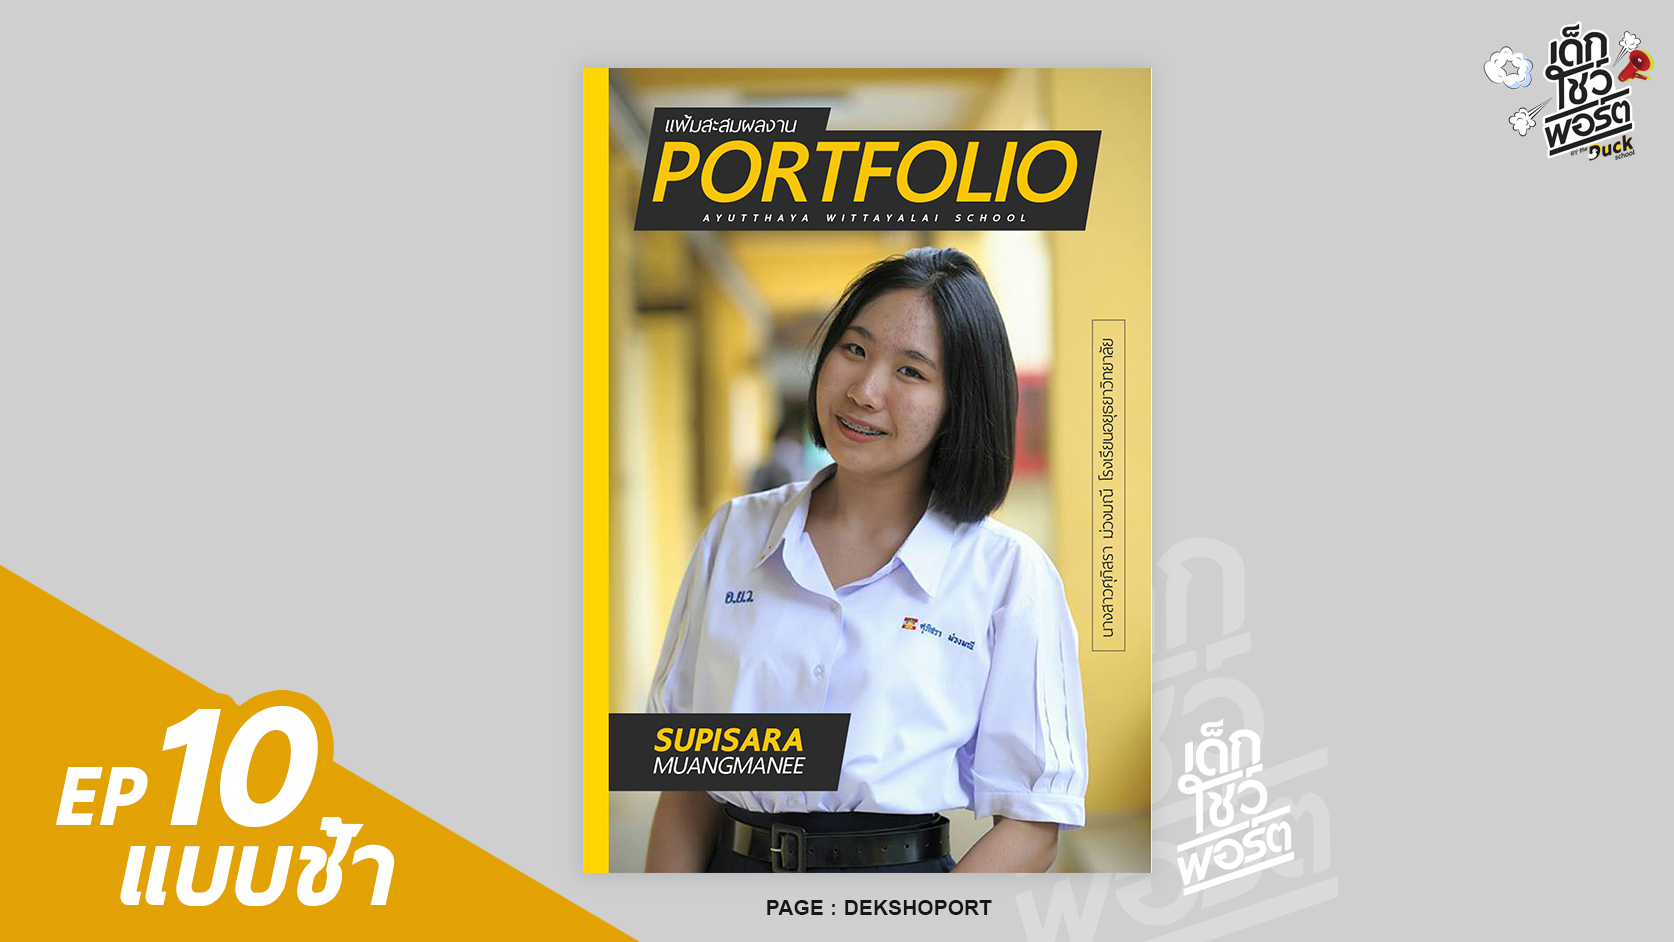 เด็ก
โชว์
พอร์ต
BY the Duck
school
แฟ้มสะสมผลงาน
PORTFOLIO
AYUTTHAYA WITTAYALAI SCHOOL
นางสาวศุภิสรา ม่วงมณี โรงเรียนอยุธยาวิทยาลัย
อ.ย.ว.
ศุภิสรา ม่วงมณี
SUPISARA
MUANGMANEE
EP 10
แบบช้า
เด็ก
โชว์
พอร์ต
PAGE : DEKSHOPORT